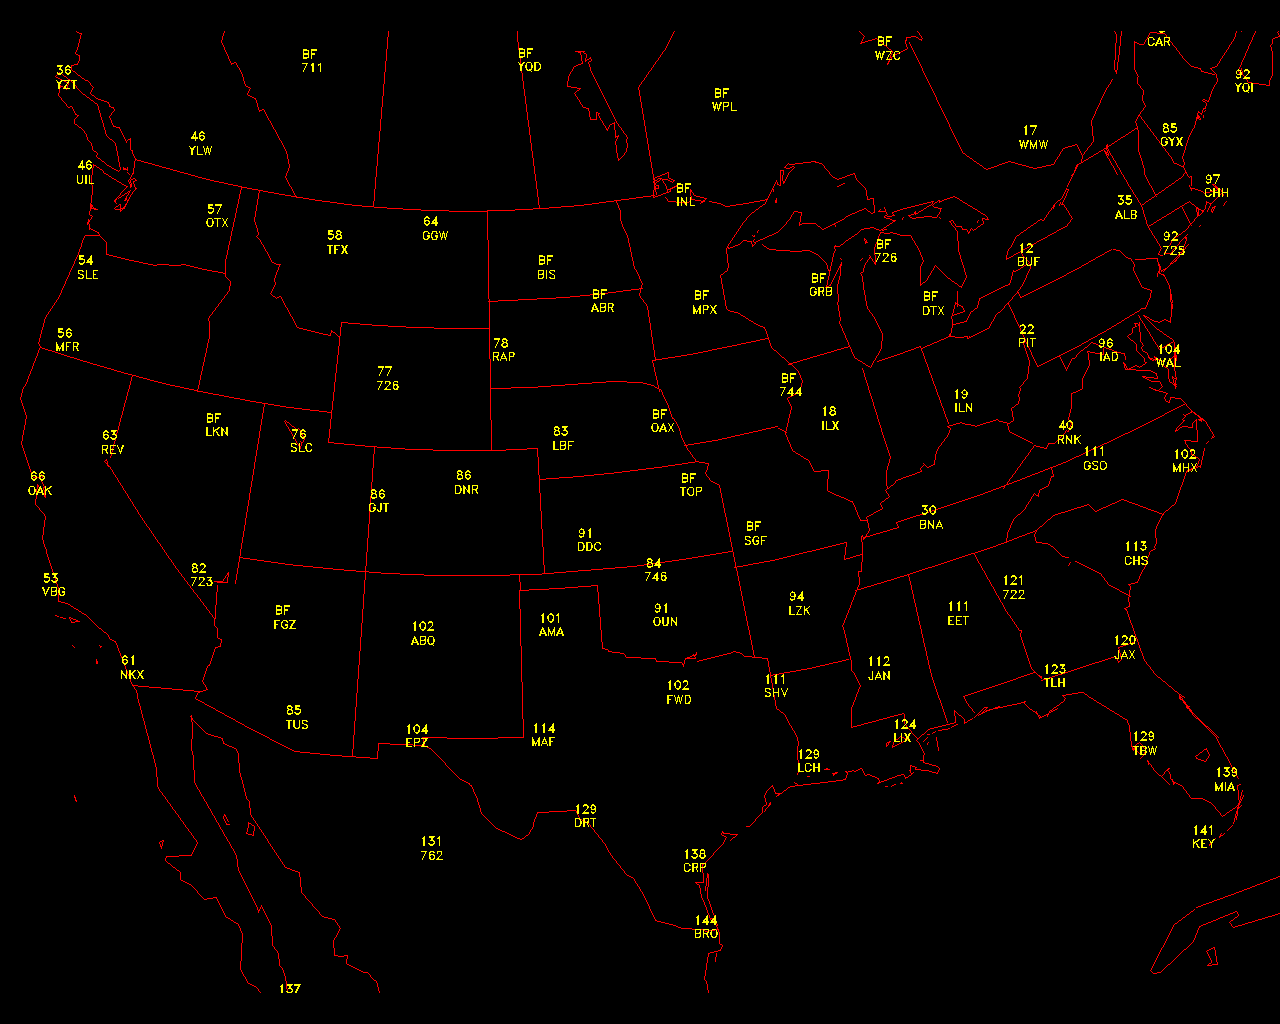 CAR
BF
WZC
BF
711
BF
YQD
36
YZT
92
YQI
BF
WPL
46
YLW
17
WMW
85
GYX
46
UIL
BF
INL
97
CHH
35
ALB
57
OTX
64
GGW
58
TFX
92
725
BF
726
12
BUF
54
SLE
BF
BIS
BF
GRB
BF
ABR
BF
MPX
BF
DTX
56
MFR
22
PIT
78
RAP
96
IAD
104
WAL
77
726
BF
744
19
ILN
BF
LKN
BF
OAX
18
ILX
63
REV
76
SLC
83
LBF
40
RNK
111
GSO
102
MHX
66
OAK
86
GJT
86
DNR
BF
TOP
30
BNA
BF
SGF
91
DDC
113
CHS
84
746
82
723
53
VBG
121
722
94
LZK
BF
FGZ
91
OUN
111
EET
101
AMA
102
ABQ
120
JAX
61
NKX
112
JAN
123
TLH
111
SHV
102
FWD
85
TUS
104
EPZ
114
MAF
124
LIX
129
TBW
129
LCH
139
MIA
129
DRT
141
KEY
131
762
138
CRP
144
BRO
137